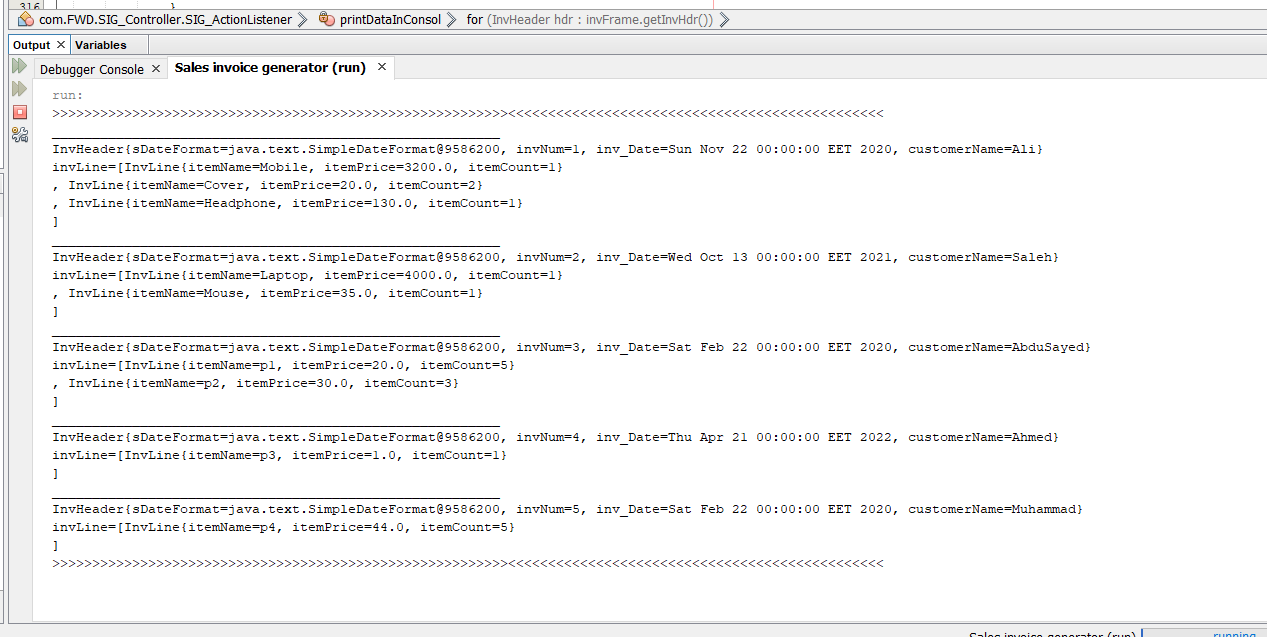 316 }
com.FWD.SIG_Controller.SIG_ActionListener printDataInConsol for (InvHeader hdr : invFrame.getInvHdr())
Output Variables
Debugger Console Sales invoice generator (run)
run:
>>>>>>>>>>>>>>>>>>>>>>>>>>>>>>>>>>>>>>>>>>>>>>>>>>>>>>>>><<<<<<<<<<<<<<<<<<<<<<<<<<<<<<<<<<<<<<<<<<<<<<<
________________________________________________________
InvHeader{sDateFormat=java.text.SimpleDateFormat@9586200, invNum=1, inv_Date=Sun Nov 22 00:00:00 EET 2020, customerName=Ali}
invLine=[InvLine{itemName=Mobile, itemPrice=3200.0, itemCount=1}
, InvLine{itemName=Cover, itemPrice=20.0, itemCount=2}
, InvLine{itemName=Headphone, itemPrice=130.0, itemCount=1}
]
________________________________________________________
InvHeader{sDateFormat=java.text.SimpleDateFormat@9586200, invNum=2, inv_Date=Wed Oct 13 00:00:00 EET 2021, customerName=Saleh}
invLine=[InvLine{itemName=Laptop, itemPrice=4000.0, itemCount=1}
, InvLine{itemName=Mouse, itemPrice=35.0, itemCount=1}
]
________________________________________________________
InvHeader{sDateFormat=java.text.SimpleDateFormat@9586200, invNum=3, inv_Date=Sat Feb 22 00:00:00 EET 2020, customerName=AbduSayed}
invLine=[InvLine{itemName=p1, itemPrice=20.0, itemCount=5}
, InvLine{itemName=p2, itemPrice=30.0, itemCount=3}
]
________________________________________________________
InvHeader{sDateFormat=java.text.SimpleDateFormat@9586200, invNum=4, inv_Date=Thu Apr 21 00:00:00 EET 2022, customerName=Ahmed}
invLine=[InvLine{itemName=p3, itemPrice=1.0, itemCount=1}
]
________________________________________________________
InvHeader{sDateFormat=java.text.SimpleDateFormat@9586200, invNum=5, inv_Date=Sat Feb 22 00:00:00 EET 2020, customerName=Muhammad}
invLine=[InvLine{itemName=p4, itemPrice=44.0, itemCount=5}
]
>>>>>>>>>>>>>>>>>>>>>>>>>>>>>>>>>>>>>>>>>>>>>>>>>>>>>>>>><<<<<<<<<<<<<<<<<<<<<<<<<<<<<<<<<<<<<<<<<<<<<<<
Sales invoice generator (run) running